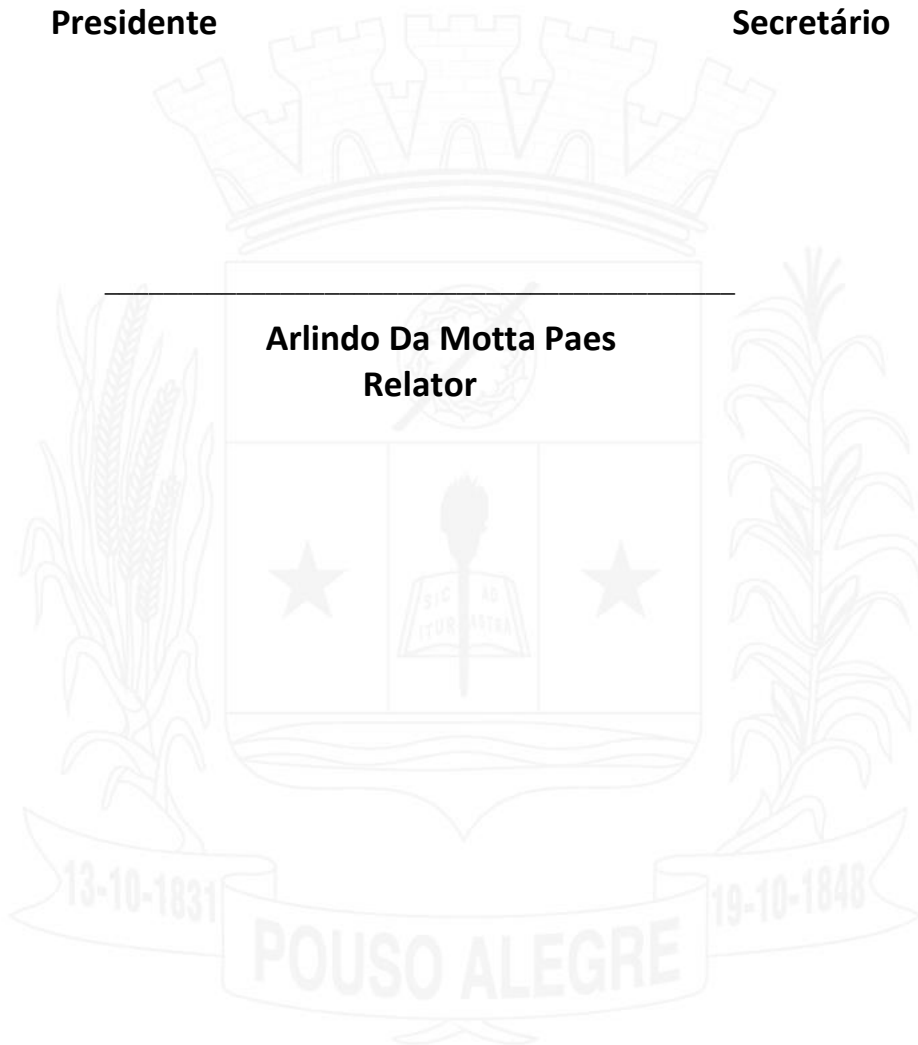 Presidente Secretário
Arlindo Da Motta Paes
Relator
SIC AD
ITUR ASTRA
13-10-1831
19-10-1848
POUSO ALEGRE